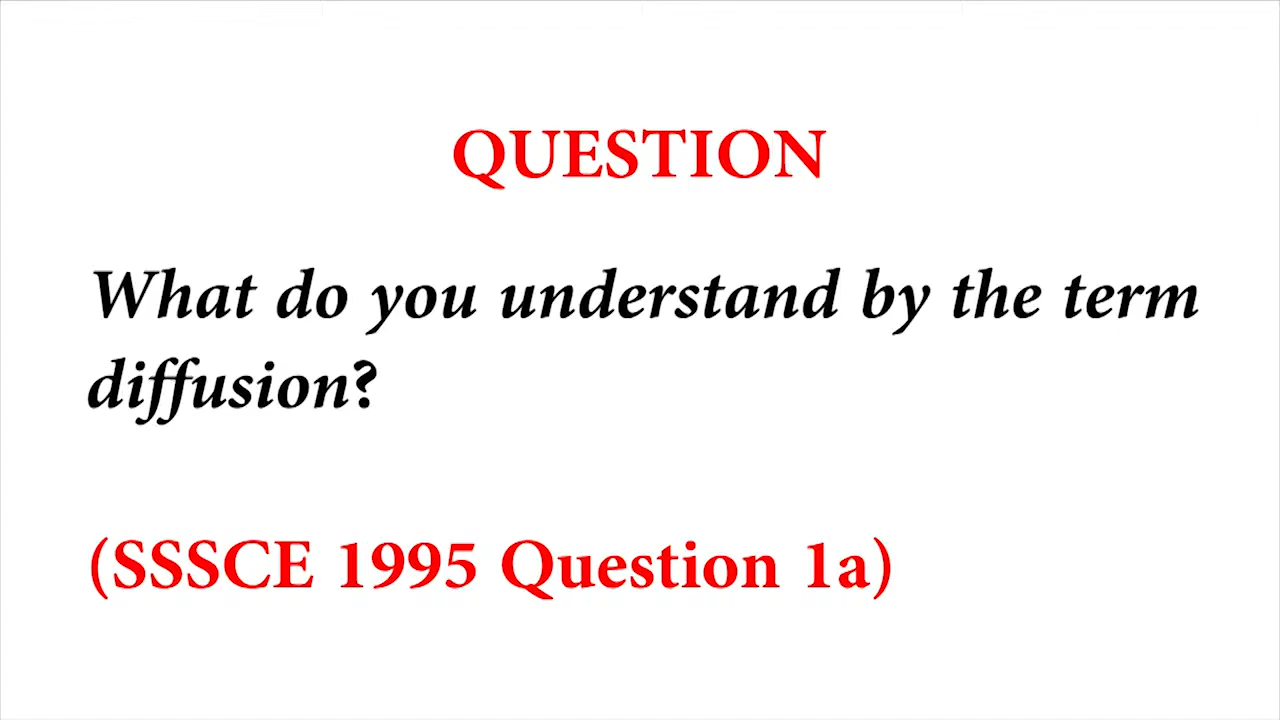 QUESTION
What do you understand by the term
diffusion?
(SSSCE 1995 Question 1a)